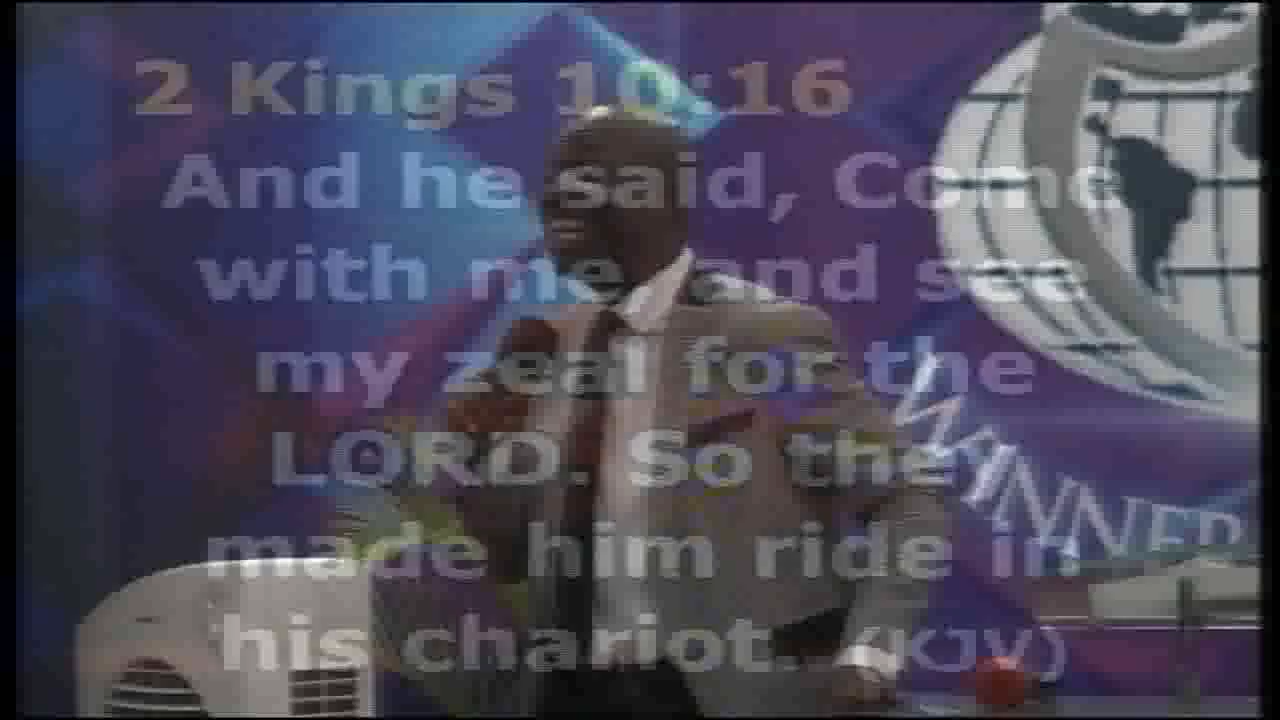 2 Kings 10:16
And he said, Come
with me, and see
my zeal for the
LORD. So they
made him ride in
his chariot. (KJV)
WINNER